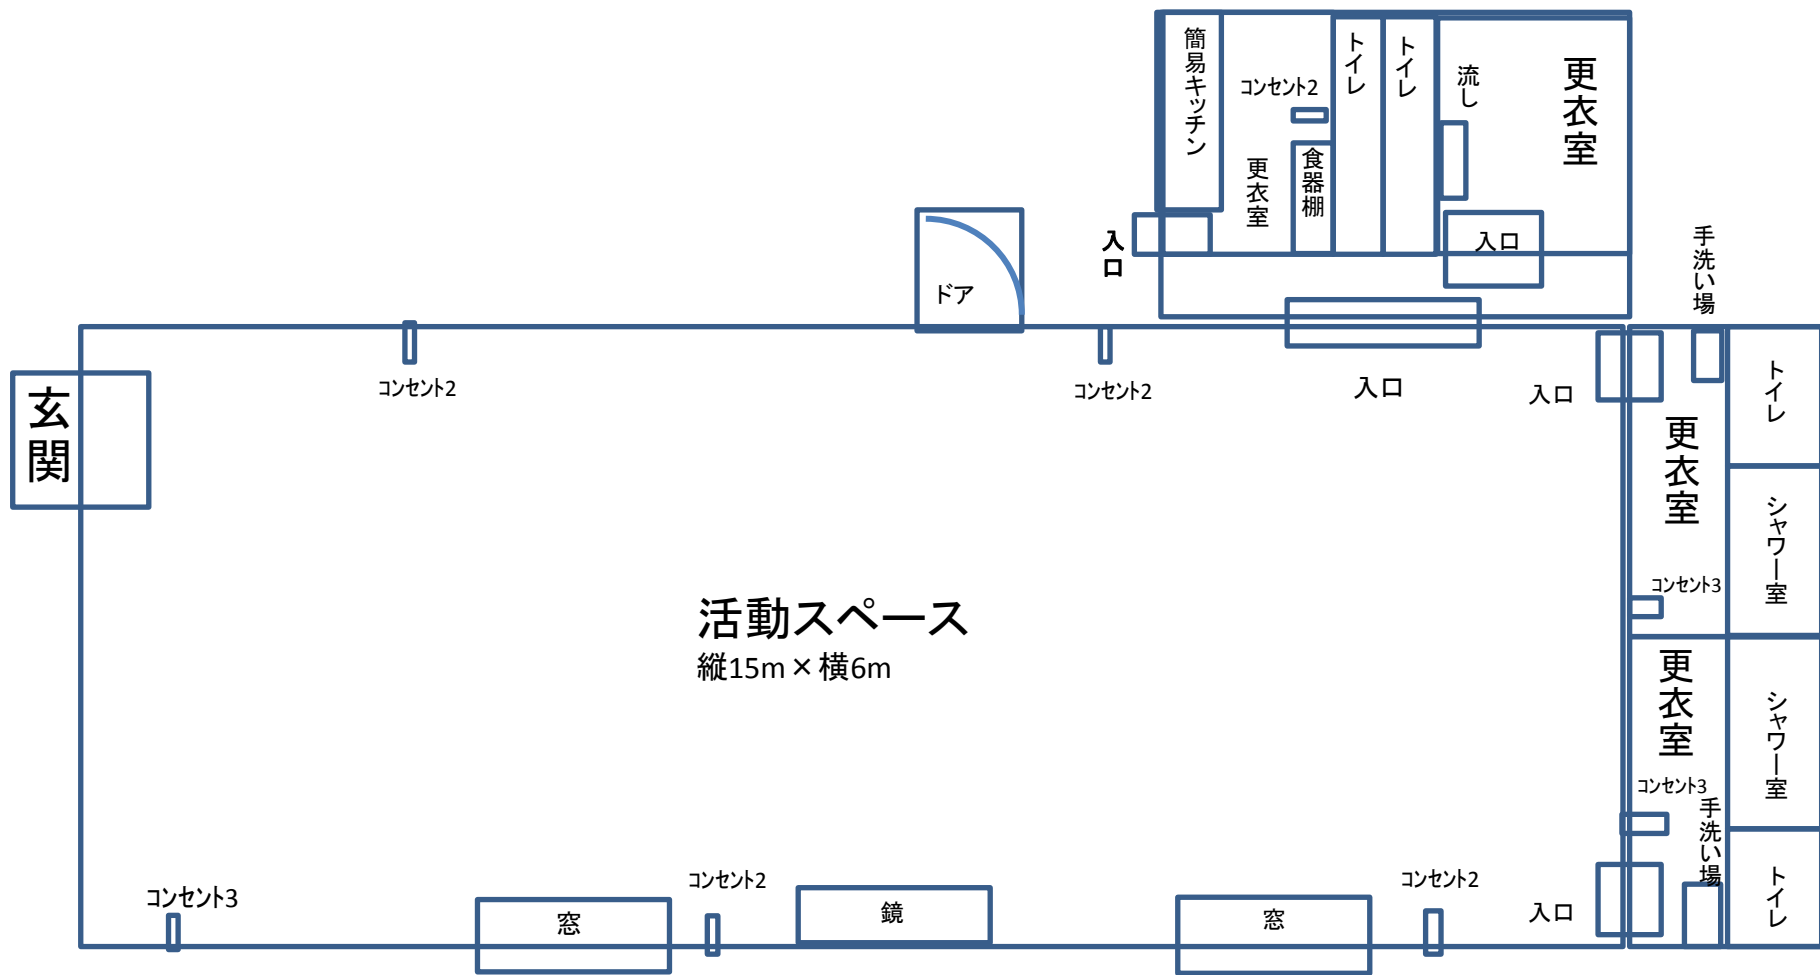 簡易キッチン
コンセント2
更衣室
食器棚
トイレ
トイレ
流し
更衣室
入口
入口
手洗い場
ドア
玄関
コンセント2
コンセント2
入口
入口
トイレ
更衣室
シャワー室
コンセント3
活動スペース
縦15m×横6m
更衣室
シャワー室
コンセント3
手洗い場
トイレ
コンセント3
窓
コンセント2
鏡
窓
コンセント2
入口